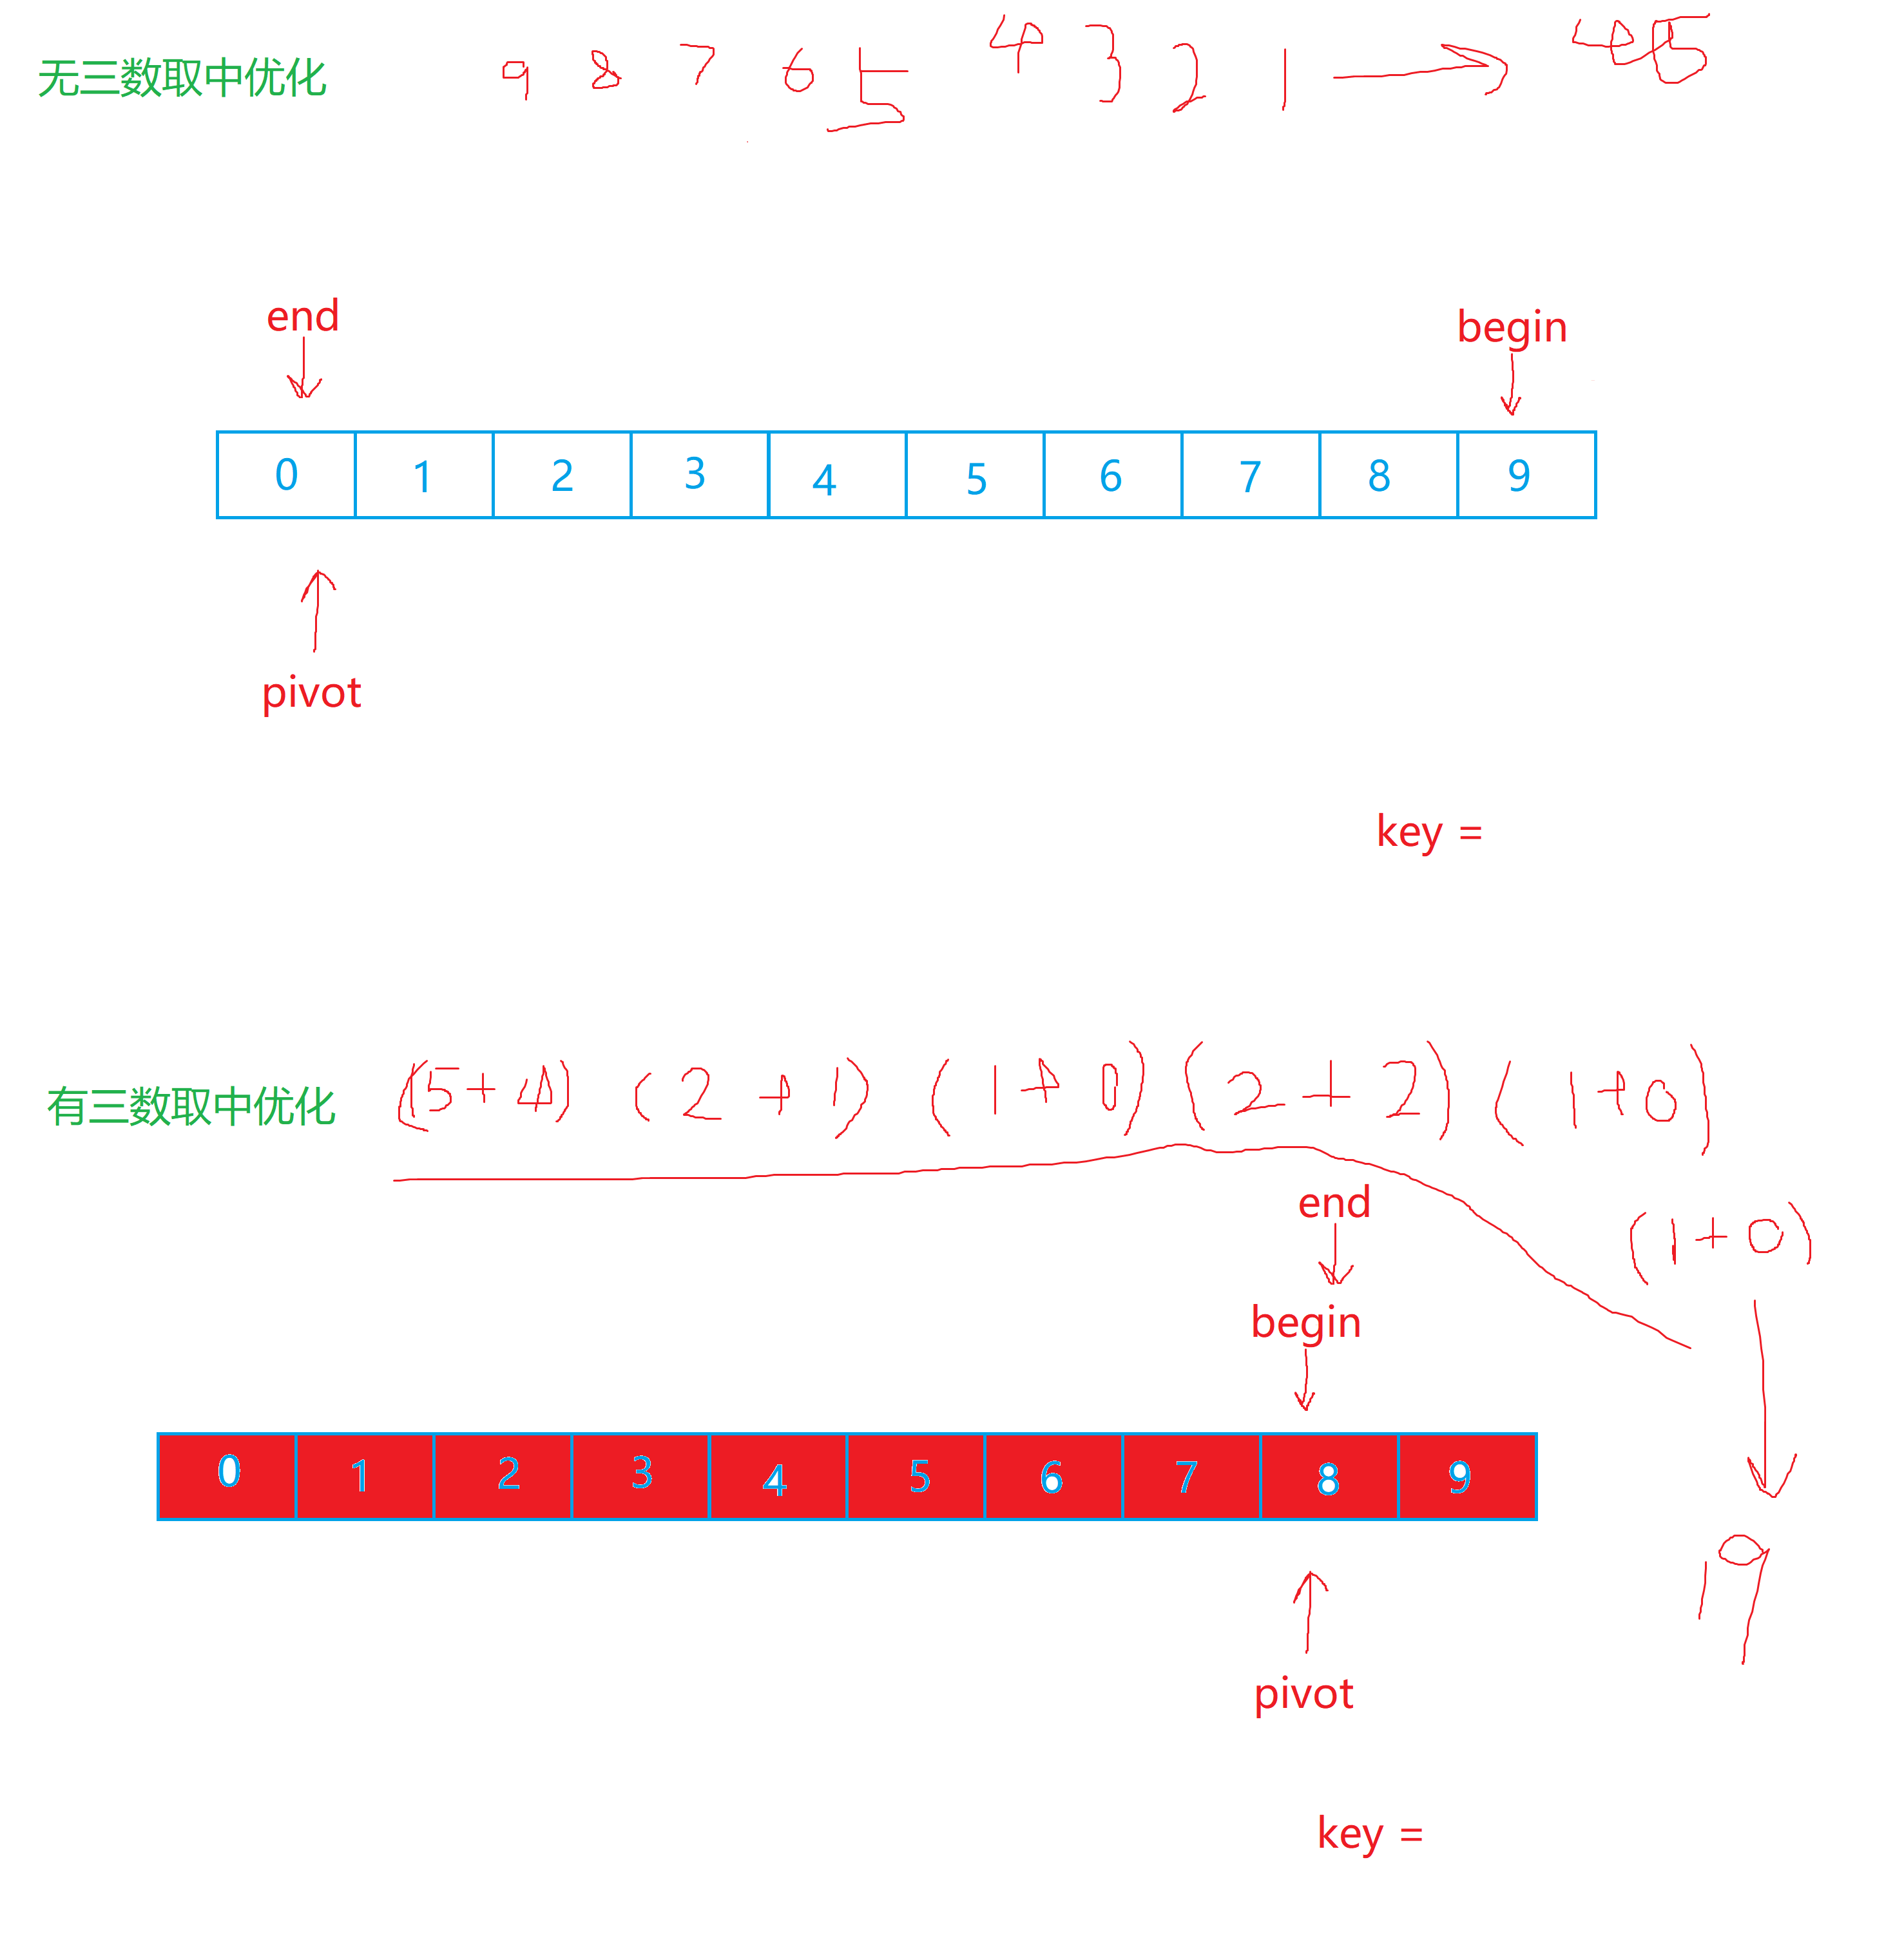 无三数取中优化 9 8 7 6 5 4 3 2 1 → 45
end begin
0 1 2 3 4 5 6 7 8 9
pivot
key =
有三数取中优化 (5+4) (2+1) (1+0) (2+2) (1+0)
(1+0)
end
begin
0 1 2 3 4 5 6 7 8 9
19
pivot
key =